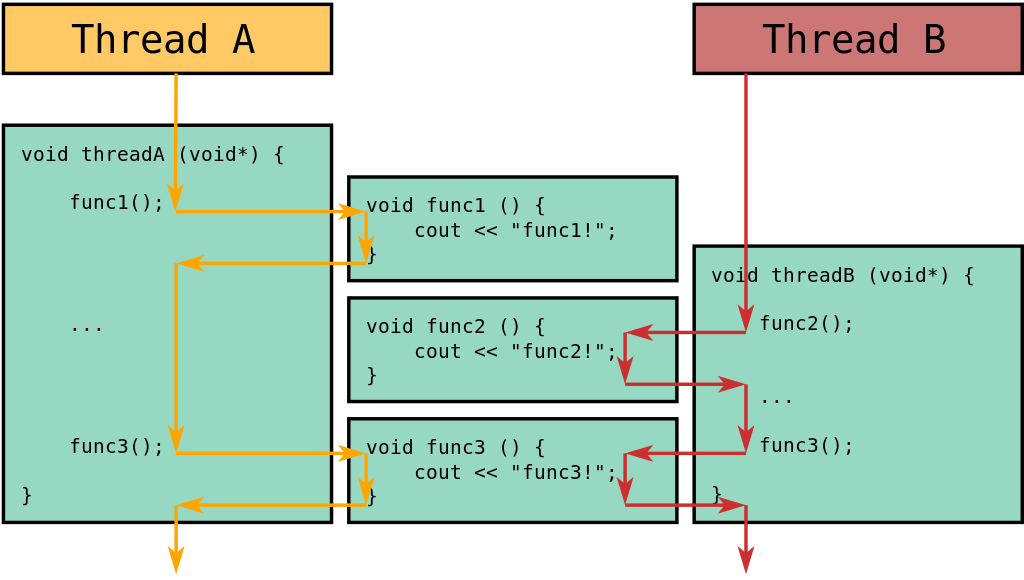 Thread A
Thread B
void threadA (void*) {
func1();
...
func3();
}
void func1 () {
cout << "func1!";
}
void func2 () {
cout << "func2!";
}
void func3 () {
cout << "func3!";
}
void threadB (void*) {
func2();
...
func3();
}